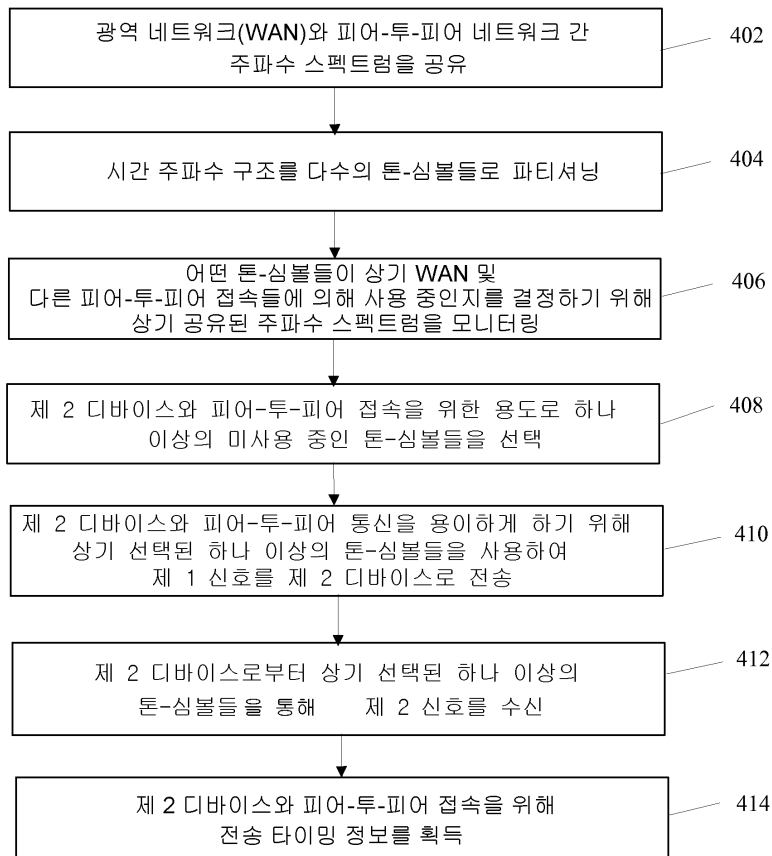 광역 네트워크(WAN)와 피어-투-피어 네트워크 간
주파수 스펙트럼을 공유
402
시간 주파수 구조를 다수의 톤-심볼들로 파티셔닝
404
어떤 톤-심볼들이 상기 WAN 및
다른 피어-투-피어 접속들에 의해 사용 중인지를 결정하기 위해
상기 공유된 주파수 스펙트럼을 모니터링
406
제 2 디바이스와 피어-투-피어 접속을 위한 용도로 하나
이상의 미사용 중인 톤-심볼들을 선택
408
제 2 디바이스와 피어-투-피어 통신을 용이하게 하기 위해
상기 선택된 하나 이상의 톤-심볼들을 사용하여
제 1 신호를 제 2 디바이스로 전송
410
제 2 디바이스로부터 상기 선택된 하나 이상의
톤-심볼들을 통해 제 2 신호를 수신
412
제 2 디바이스와 피어-투-피어 접속을 위해
전송 타이밍 정보를 획득
414